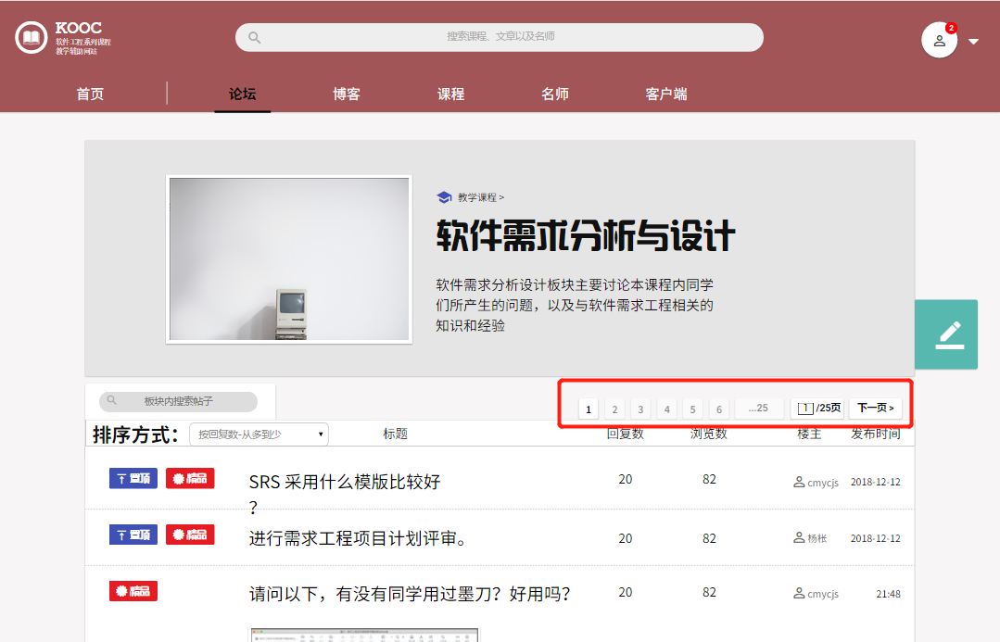 KOOC
软件工程系列课程
教学辅助网站
搜索课程、文章以及名师
2
首页
论坛
博客
课程
名师
客户端
教学课程 >
软件需求分析与设计
软件需求分析设计板块主要讨论本课程内同学
们所产生的问题，以及与软件需求工程相关的
知识和经验
板块内搜索帖子
1 2 3 4 5 6 ...25 1 /25页 下一页 >
排序方式： 按回复数-从多到少 标题 回复数 浏览数 楼主 发布时间
置顶 精品 SRS 采用什么模版比较好
？ 20 82 cmycjs 2018-12-12
置顶 精品 进行需求工程项目计划评审。 20 82 杨枨 2018-12-12
精品 请问以下，有没有同学用过墨刀？好用吗？ 20 82 cmycjs 21:48